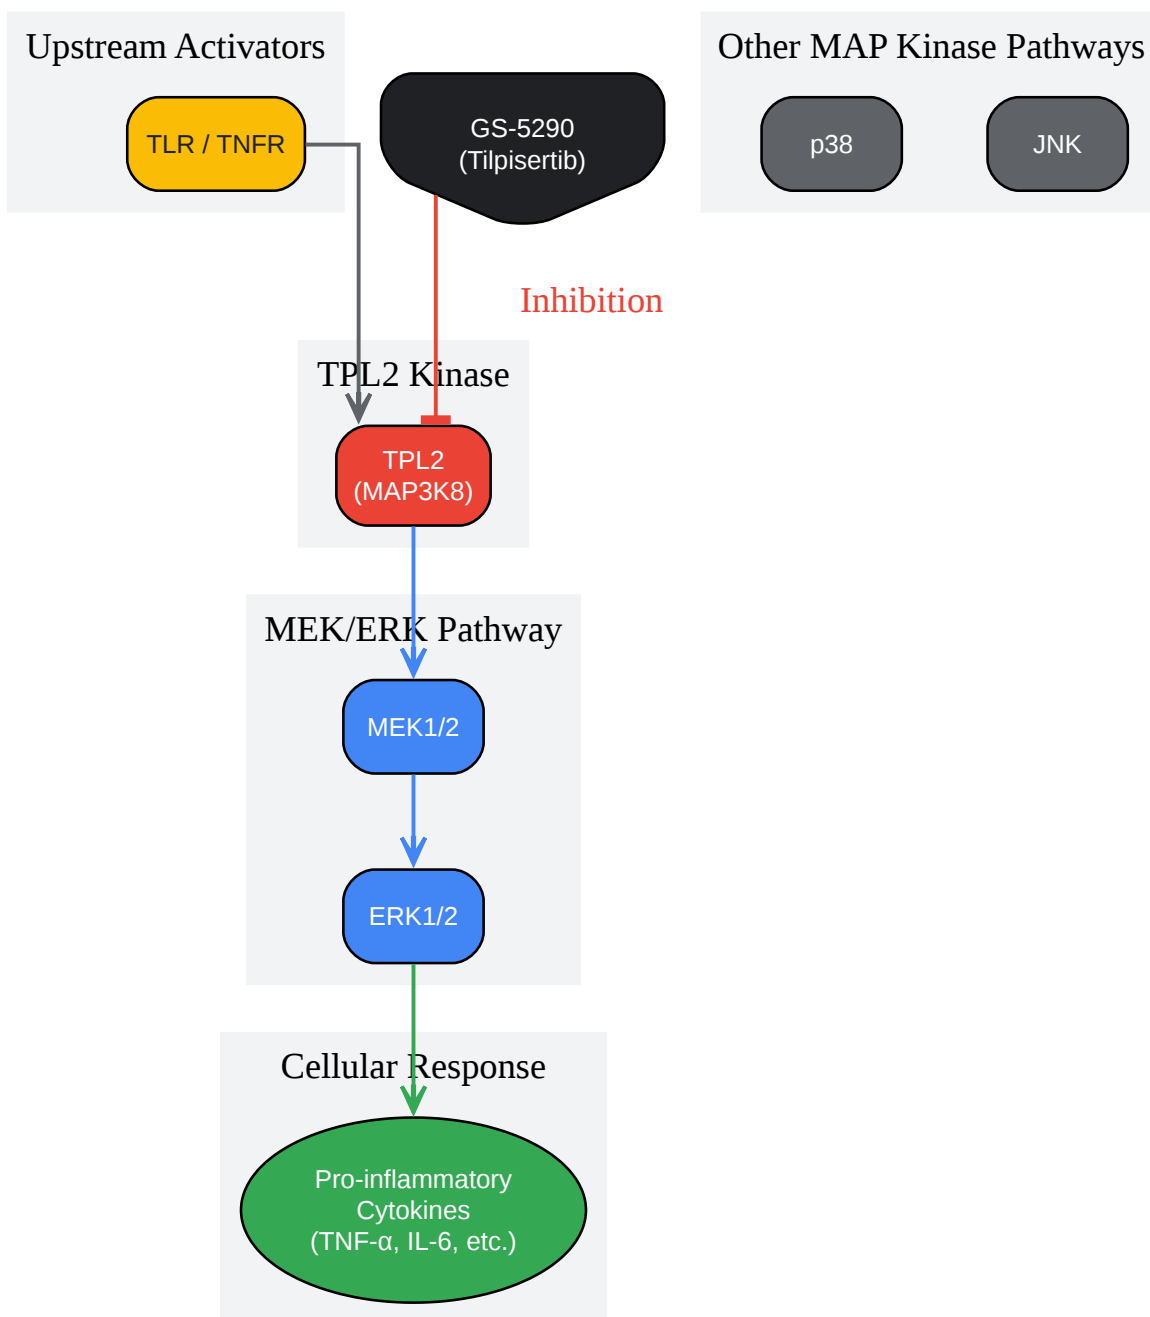 Upstream Activators
TLR / TNFR
GS-5290
(Tilpisertib)
Other MAP Kinase Pathways
p38
JNK
Inhibition
TPL2 Kinase
TPL2
(MAP3K8)
MEK/ERK Pathway
MEK1/2
ERK1/2
Cellular Response
Pro-inflammatory
Cytokines
(TNF-α, IL-6, etc.)